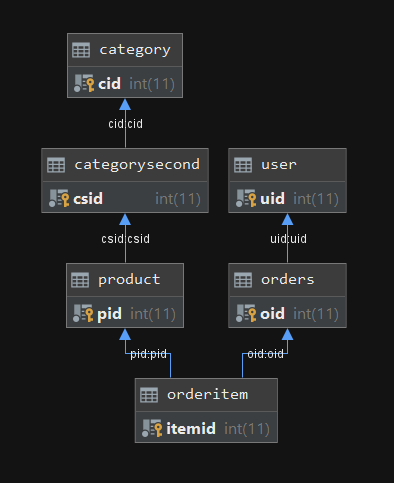 category
cid int(11)
cid:cid
categorysecond
csid int(11)
user
uid int(11)
csid:csid
uid:uid
product
pid int(11)
orders
oid int(11)
pid:pid
oid:oid
orderitem
itemid int(11)